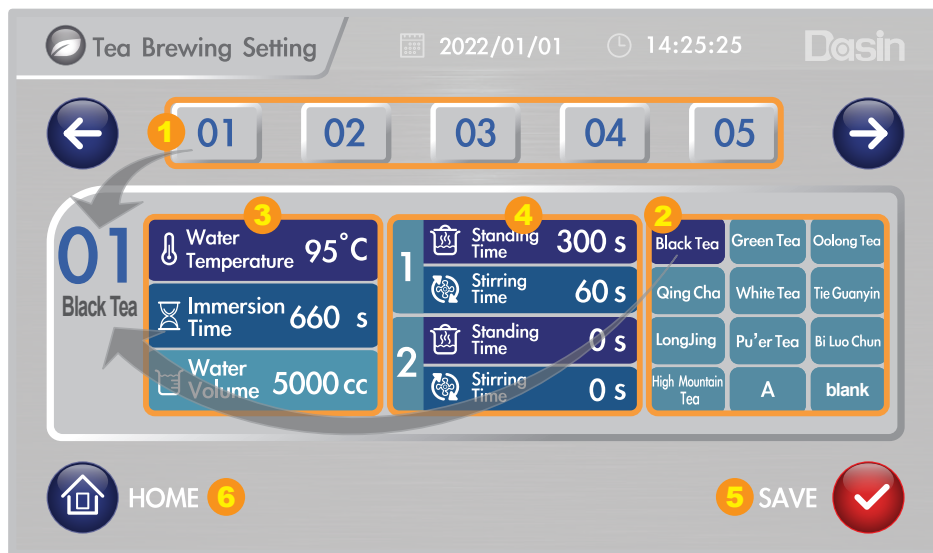 Tea Brewing Setting
2022/01/01
14:25:25
Dasin
1
01
02
03
04
05
01
Black Tea
3
Water
Temperature
95°C
Immersion
Time
660 s
Water
Volume
5000 cc
4
1
Standing
Time
300 s
Stirring
Time
60 s
2
Standing
Time
0 s
Stirring
Time
0 s
2
Black Tea
Green Tea
Oolong Tea
Qing Cha
White Tea
Tie Guanyin
LongJing
Pu'er Tea
Bi Luo Chun
High Mountain
Tea
A
blank
HOME
6
5
SAVE